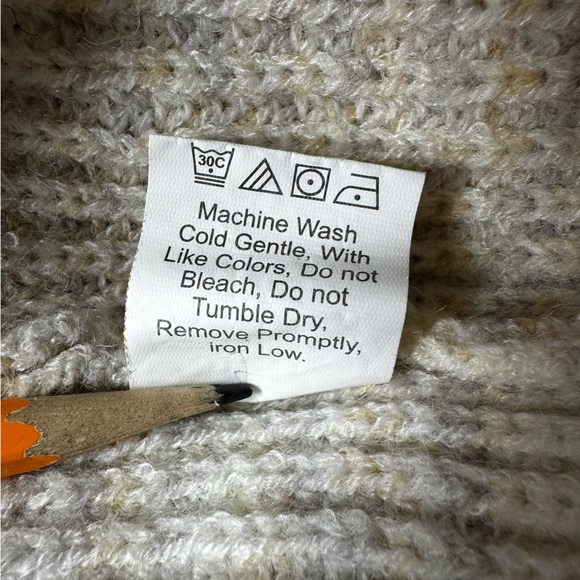 30C
Machine Wash
Cold Gentle, With
Like Colors, Do not
Bleach, Do not
Tumble Dry,
Remove Promptly,
iron Low.